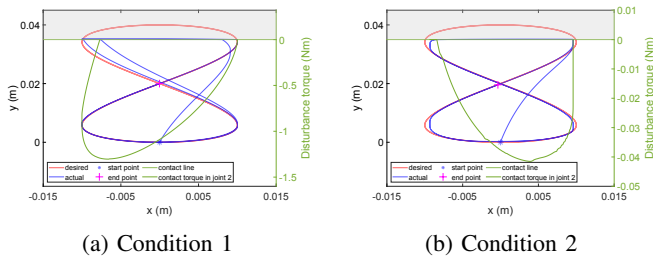 0.04
0.02
0
y (m)
0
-0.5
-1
-1.5
Disturbance torque (Nm)
desired
actual
start point
end point
contact line
contact torque in joint 2
-0.015
-0.005
0.005
0.015
x (m)
(a) Condition 1
0.04
0.02
0
y (m)
0.01
0
-0.01
-0.02
-0.03
-0.04
-0.05
Disturbance torque (Nm)
desired
actual
start point
end point
contact line
contact torque in joint 2
-0.015
-0.005
0.005
0.015
x (m)
(b) Condition 2